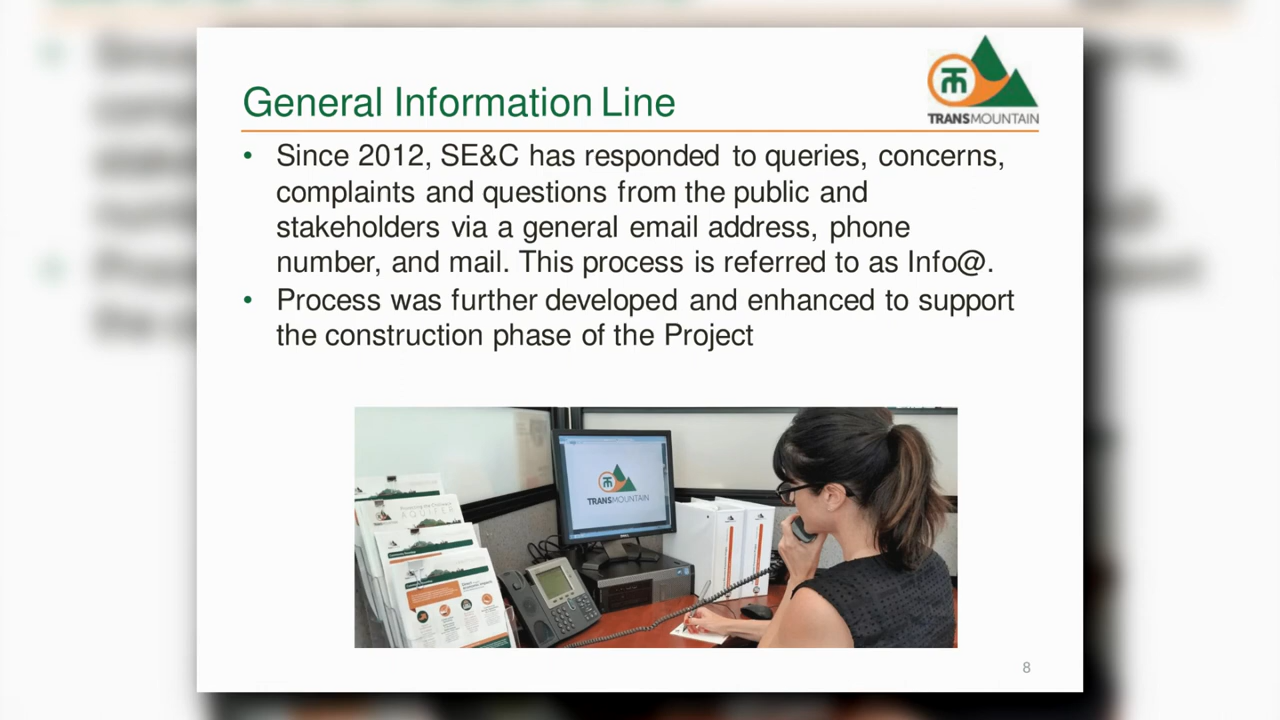 General Information Line
TRANSMOUNTAIN
• Since 2012, SE&C has responded to queries, concerns,
complaints and questions from the public and
stakeholders via a general email address, phone
number, and mail. This process is referred to as Info@.
• Process was further developed and enhanced to support
the construction phase of the Project
TRANSMOUNTAIN
8